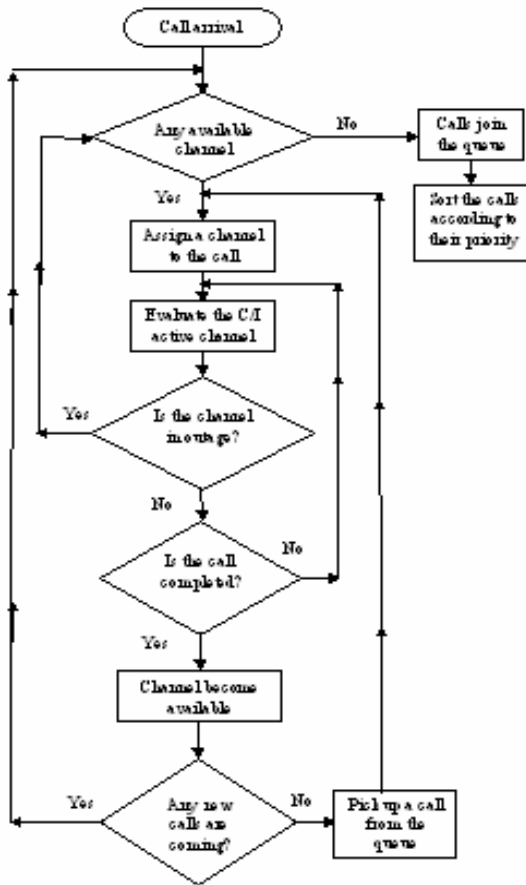 Call arrival
Any available
channel
No
Calls join
the queue
Yes
Sort the calls
according to
their priority
Assign a channel
to the call
Evaluate the C/I
active channel
Yes
Is the channel
in outage?
No
Is the call
completed?
No
Yes
Channel become
available
Yes
Any new
calls are
coming?
No
Pick up a call
from the
queue